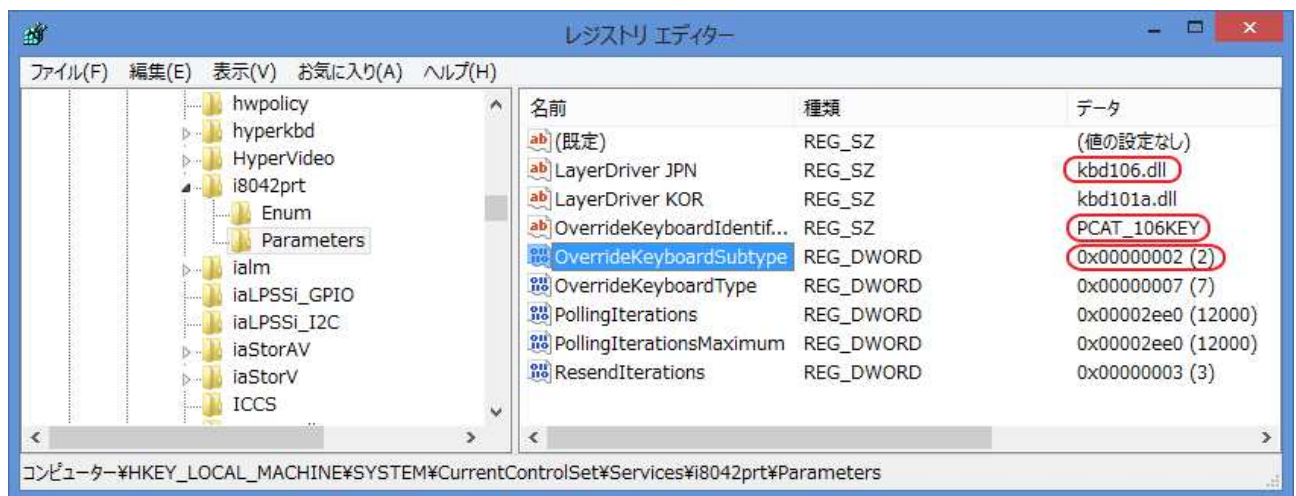 レジストリ エディター
ファイル(F) 編集(E) 表示(V) お気に入り(A) ヘルプ(H)
hwpolicy
hyperkbd
HyperVideo
i8042prt
Enum
Parameters
ialm
iaLPSSi_GPIO
iaLPSSi_I2C
iaStorAV
iaStorV
ICCS
名前 種類 データ
(既定) REG_SZ (値の設定なし)
LayerDriver JPN REG_SZ kbd106.dll
LayerDriver KOR REG_SZ kbd101a.dll
OverrideKeyboardIdentif... REG_SZ PCAT_106KEY
OverrideKeyboardSubtype REG_DWORD 0x00000002 (2)
OverrideKeyboardType REG_DWORD 0x00000007 (7)
PollingIterations REG_DWORD 0x00002ee0 (12000)
PollingIterationsMaximum REG_DWORD 0x00002ee0 (12000)
ResendIterations REG_DWORD 0x00000003 (3)
コンピューター¥HKEY_LOCAL_MACHINE¥SYSTEM¥CurrentControlSet¥Services¥i8042prt¥Parameters